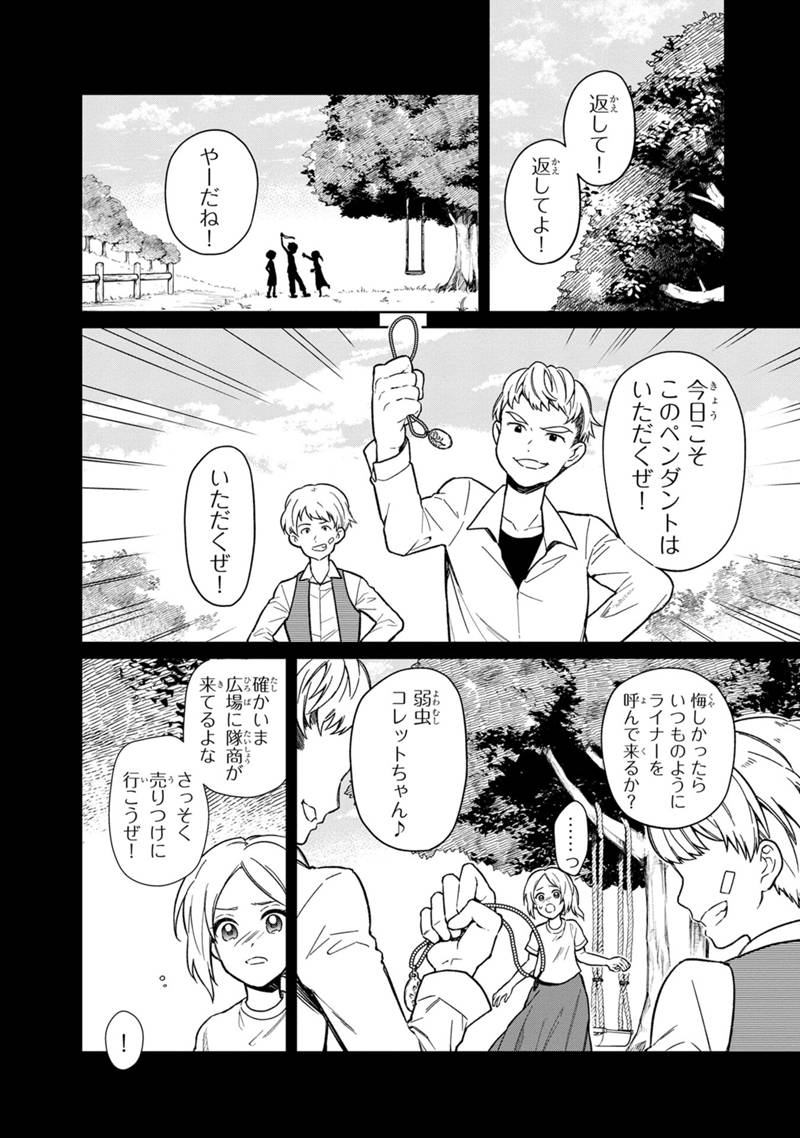 返して！
返してよ！
やーだね！
今日こそ
このペンダントは
いただくぜ！
いただくぜ！
悔しかったら
いつものように
ライナーを
呼んで来るか？
……っ
弱虫
コレットちゃん♪
確かいま
広場に隊商が
来てるよな
さっそく
売りつけに
行こうぜ！
！